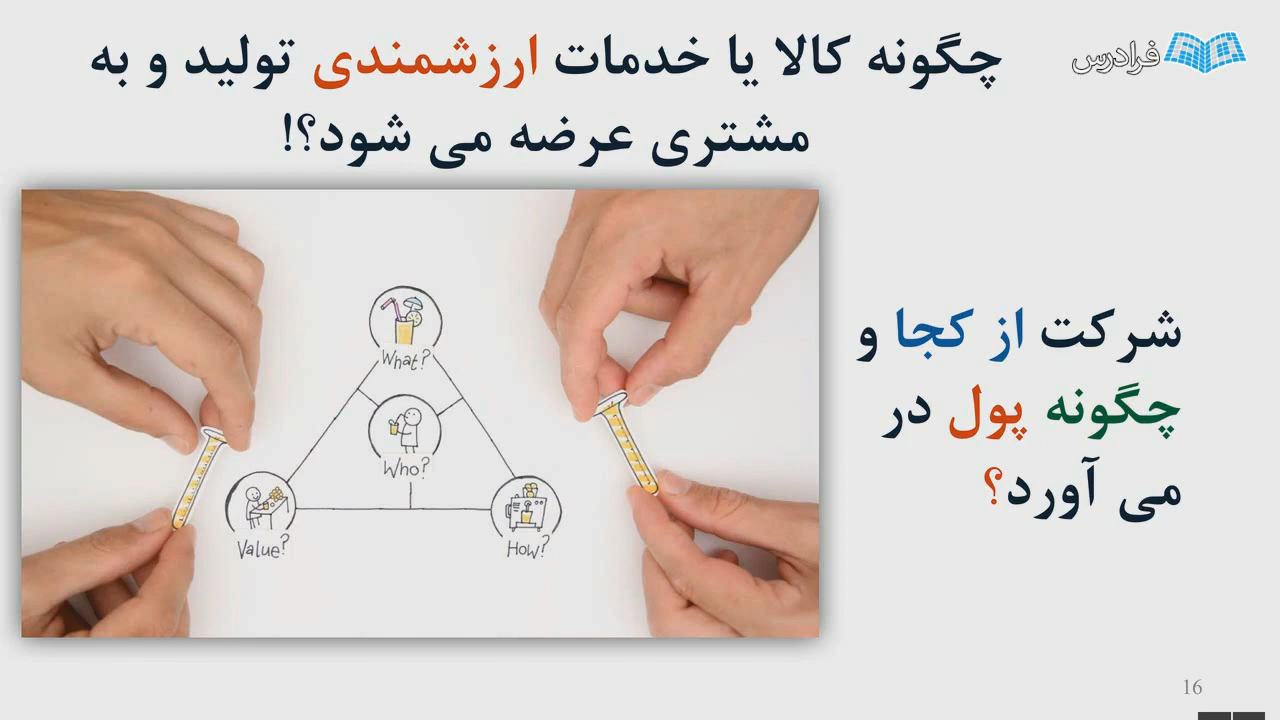 فرادرس
چگونه کالا یا خدمات ارزشمندی تولید و به
مشتری عرضه می شود؟!
شرکت از کجا و
چگونه پول در
می آورد؟
What?
Who?
Value?
How?
16